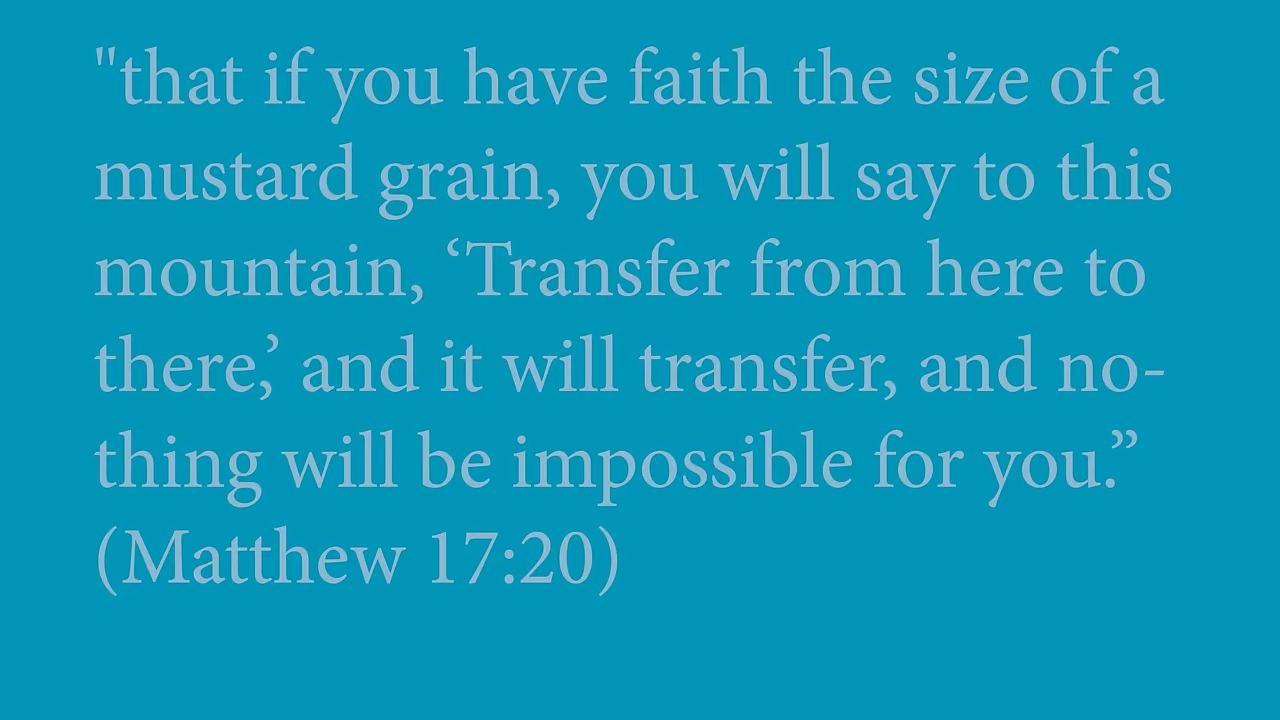 "that if you have faith the size of a
mustard grain, you will say to this
mountain, ‘Transfer from here to
there,’ and it will transfer, and no-
thing will be impossible for you.”
(Matthew 17:20)